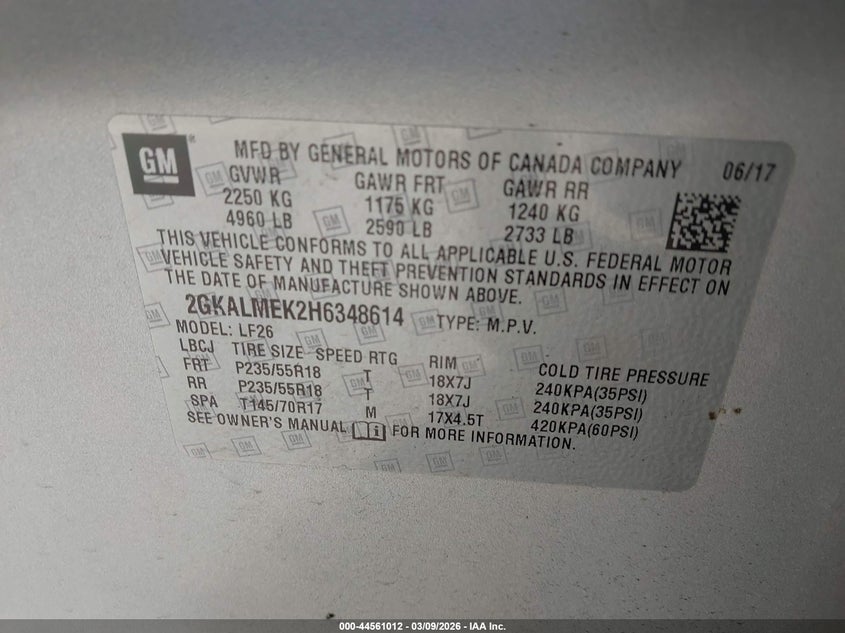 GM
MFD BY GENERAL MOTORS OF CANADA COMPANY 06/17
GVWR GAWR FRT GAWR RR
2250 KG 1175 KG 1240 KG
4960 LB 2590 LB 2733 LB
THIS VEHICLE CONFORMS TO ALL APPLICABLE U.S. FEDERAL MOTOR
VEHICLE SAFETY AND THEFT PREVENTION STANDARDS IN EFFECT ON
THE DATE OF MANUFACTURE SHOWN ABOVE.
2GKALMEK2H6348614 TYPE: M.P.V.
MODEL: LF26
LBCJ TIRE SIZE SPEED RTG RIM COLD TIRE PRESSURE
FRT P235/55R18 T 18X7J 240KPA(35PSI)
RR P235/55R18 T 18X7J 240KPA(35PSI)
SPA T145/70R17 M 17X4.5T 420KPA(60PSI)
SEE OWNER'S MANUAL FOR MORE INFORMATION.
000-44561012 - 03/09/2026 - IAA Inc.